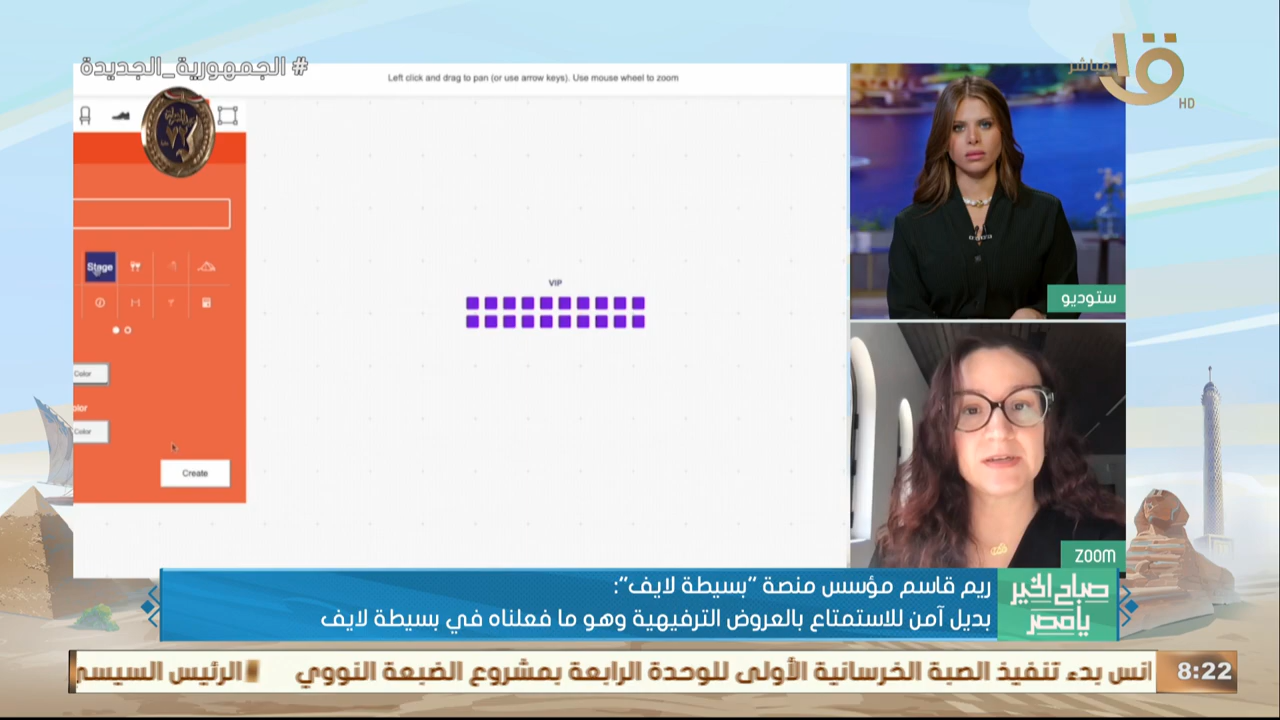 # الجمهورية_الجديدة
مباشر
HD
Left click and drag to pan (or use arrow keys). Use mouse wheel to zoom
Stage
VIP
Color
olor
Color
Create
ستوديو
zoom
صباح الخير
يا مصر
ريم قاسم مؤسس منصة "بسيطة لايف":
بديل آمن للاستمتاع بالعروض الترفيهية وهو ما فعلناه في بسيطة لايف
8:22
انس بدء تنفيذ الصبة الخرسانية الأولى للوحدة الرابعة بمشروع الضبعة النووي
الرئيس السيسي